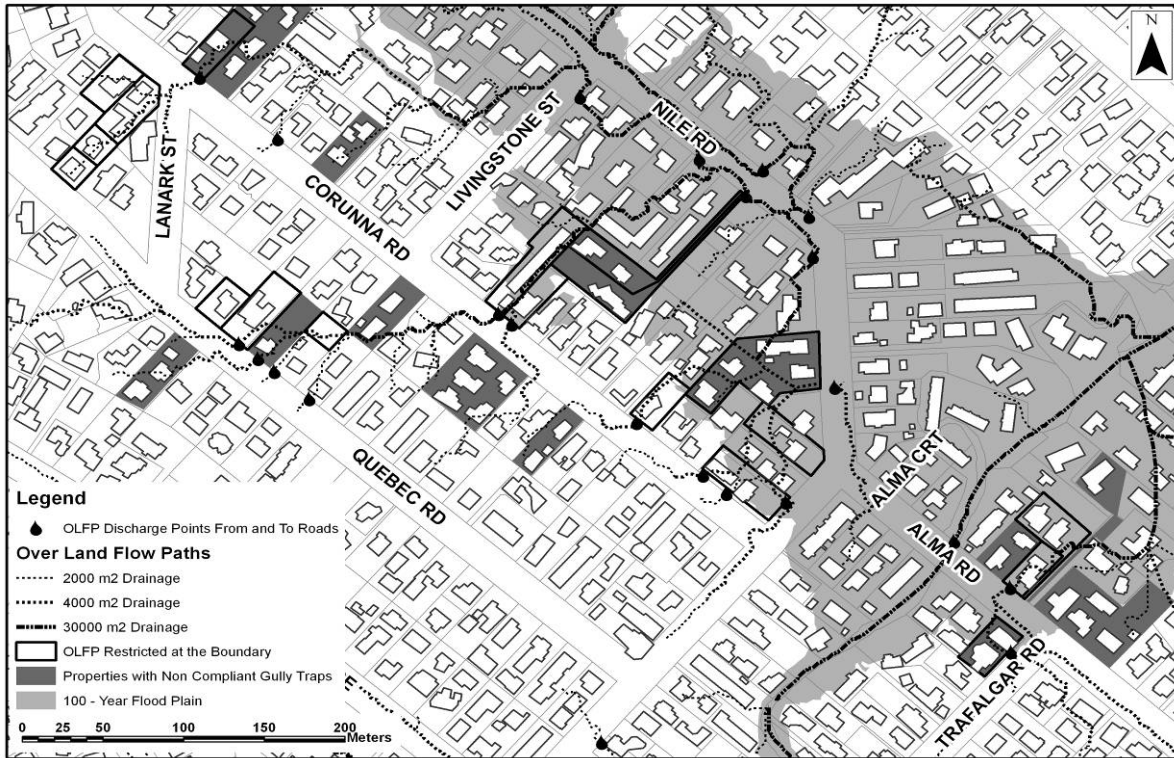 N
NILE RD
LIVINGSTONE ST
LANARK ST
CORUNNA RD
QUEBEC RD
ALMA CRT
ALMA RD
TRAFALGAR RD
Legend
OLFP Discharge Points From and To Roads
Over Land Flow Paths
2000 m2 Drainage
4000 m2 Drainage
30000 m2 Drainage
OLFP Restricted at the Boundary
Properties with Non Compliant Gully Traps
100 - Year Flood Plain
0 25 50 100 150 200 Meters